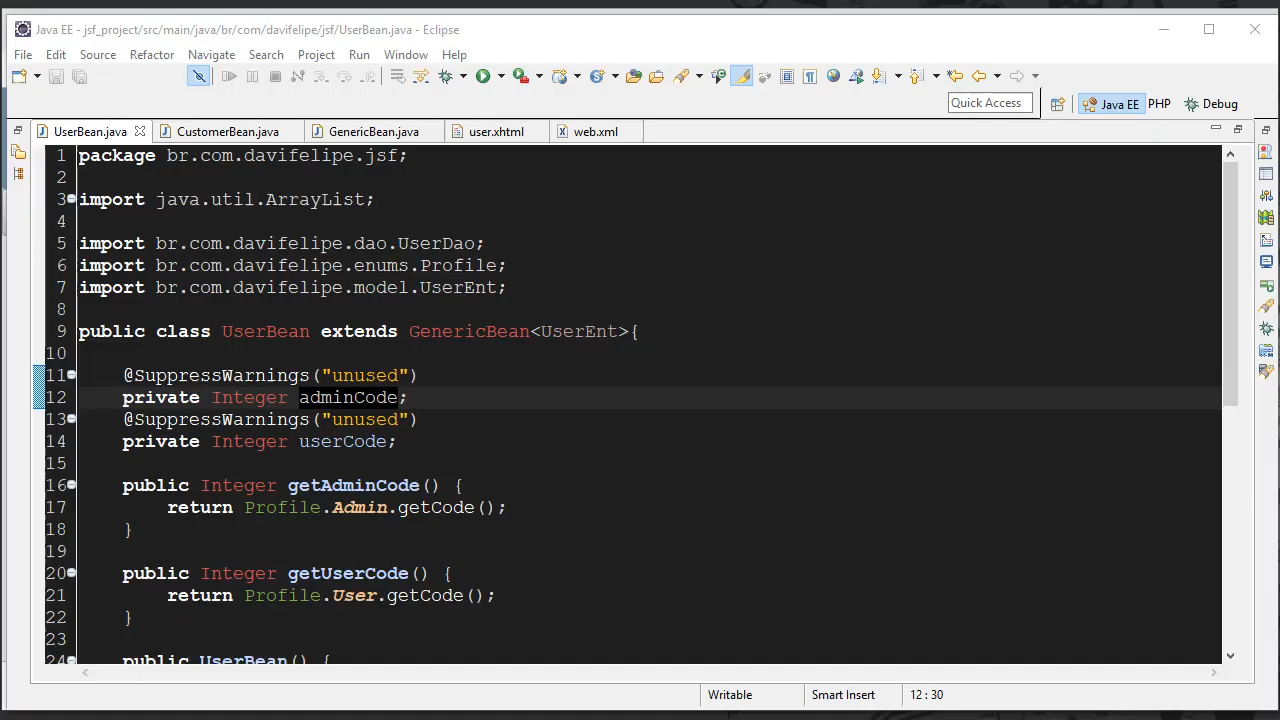 Java EE - jsf_project/src/main/java/br/com/davifelipe/jsf/UserBean.java - Eclipse
File Edit Source Refactor Navigate Search Project Run Window Help
Quick Access Java EE PHP Debug
UserBean.java CustomerBean.java GenericBean.java user.xhtml web.xml
1 package br.com.davifelipe.jsf;
2
3 import java.util.ArrayList;
4
5 import br.com.davifelipe.dao.UserDao;
6 import br.com.davifelipe.enums.Profile;
7 import br.com.davifelipe.model.UserEnt;
8
9 public class UserBean extends GenericBean<UserEnt>{
10
11 @SuppressWarnings("unused")
12 private Integer adminCode;
13 @SuppressWarnings("unused")
14 private Integer userCode;
15
16 public Integer getAdminCode() {
17 return Profile.Admin.getCode();
18 }
19
20 public Integer getUserCode() {
21 return Profile.User.getCode();
22 }
23
24 public UserBean() {
Writable Smart Insert 12 : 30